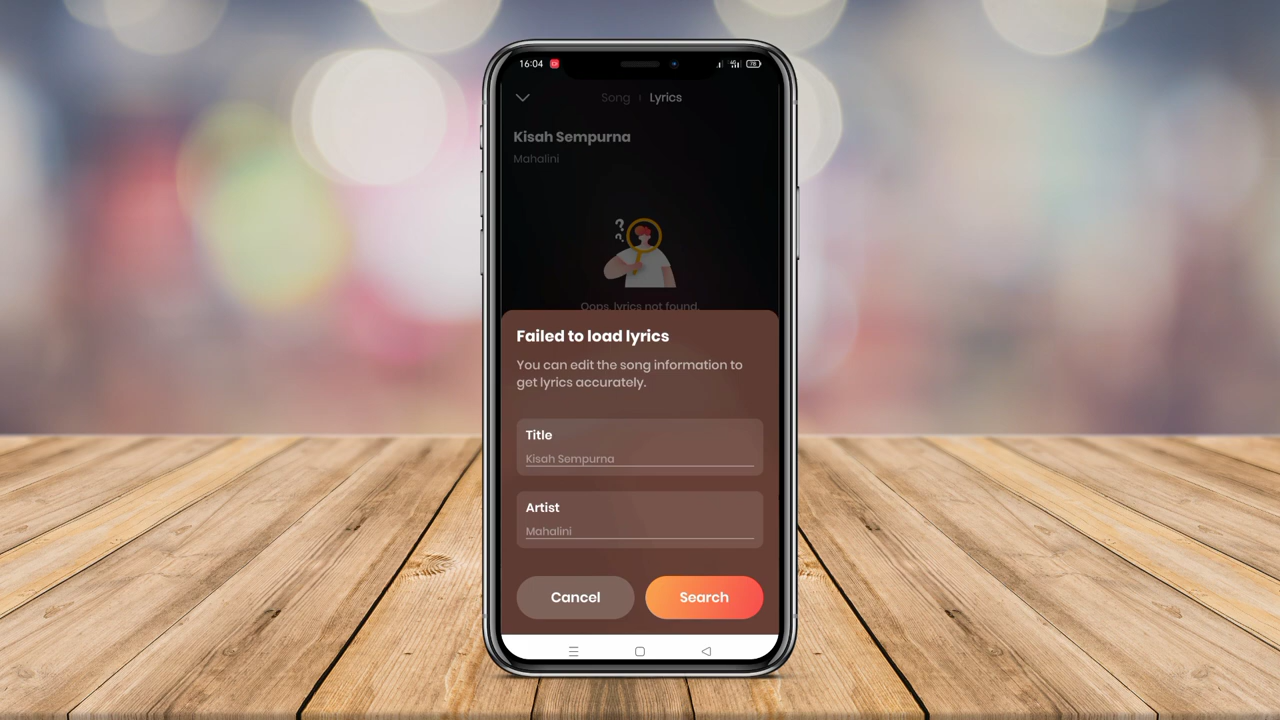 16:04
Song | Lyrics
Kisah Sempurna
Mahalini
? ?
Oops, lyrics not found.
Failed to load lyrics
You can edit the song information to
get lyrics accurately.
Title
Kisah Sempurna
Artist
Mahalini
Cancel
Search